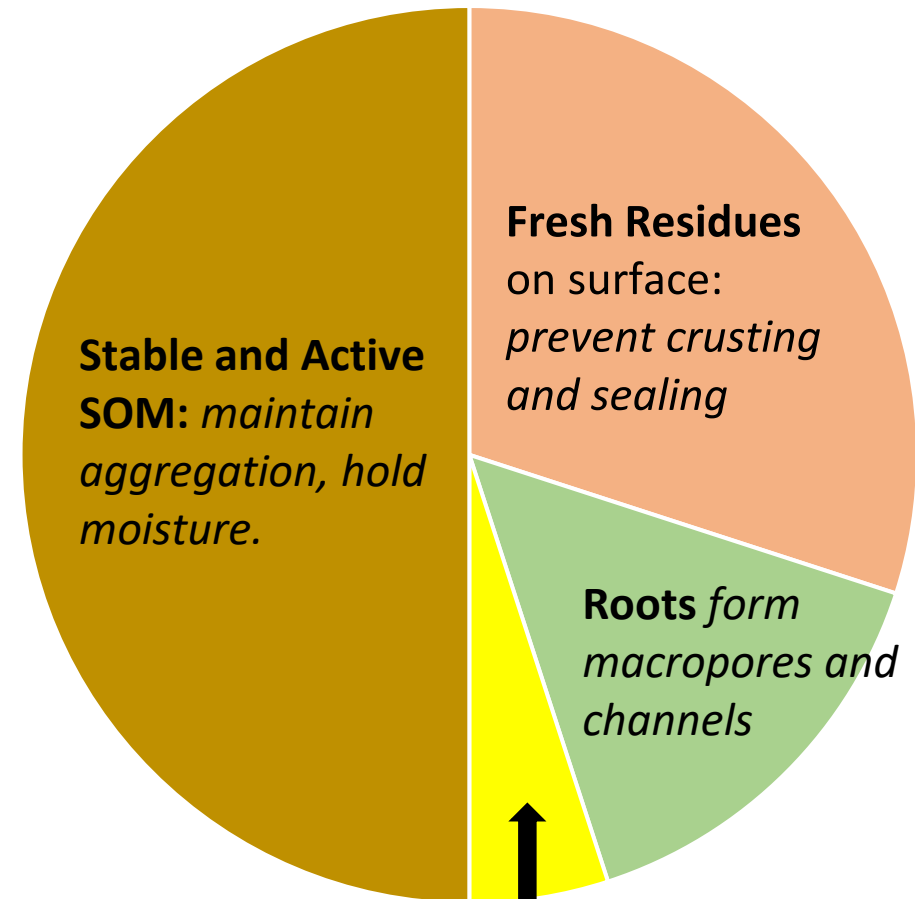 Fresh Residues
on surface:
prevent crusting
and sealing
Stable and Active
SOM: maintain
aggregation, hold
moisture.
Roots form
macropores and
channels